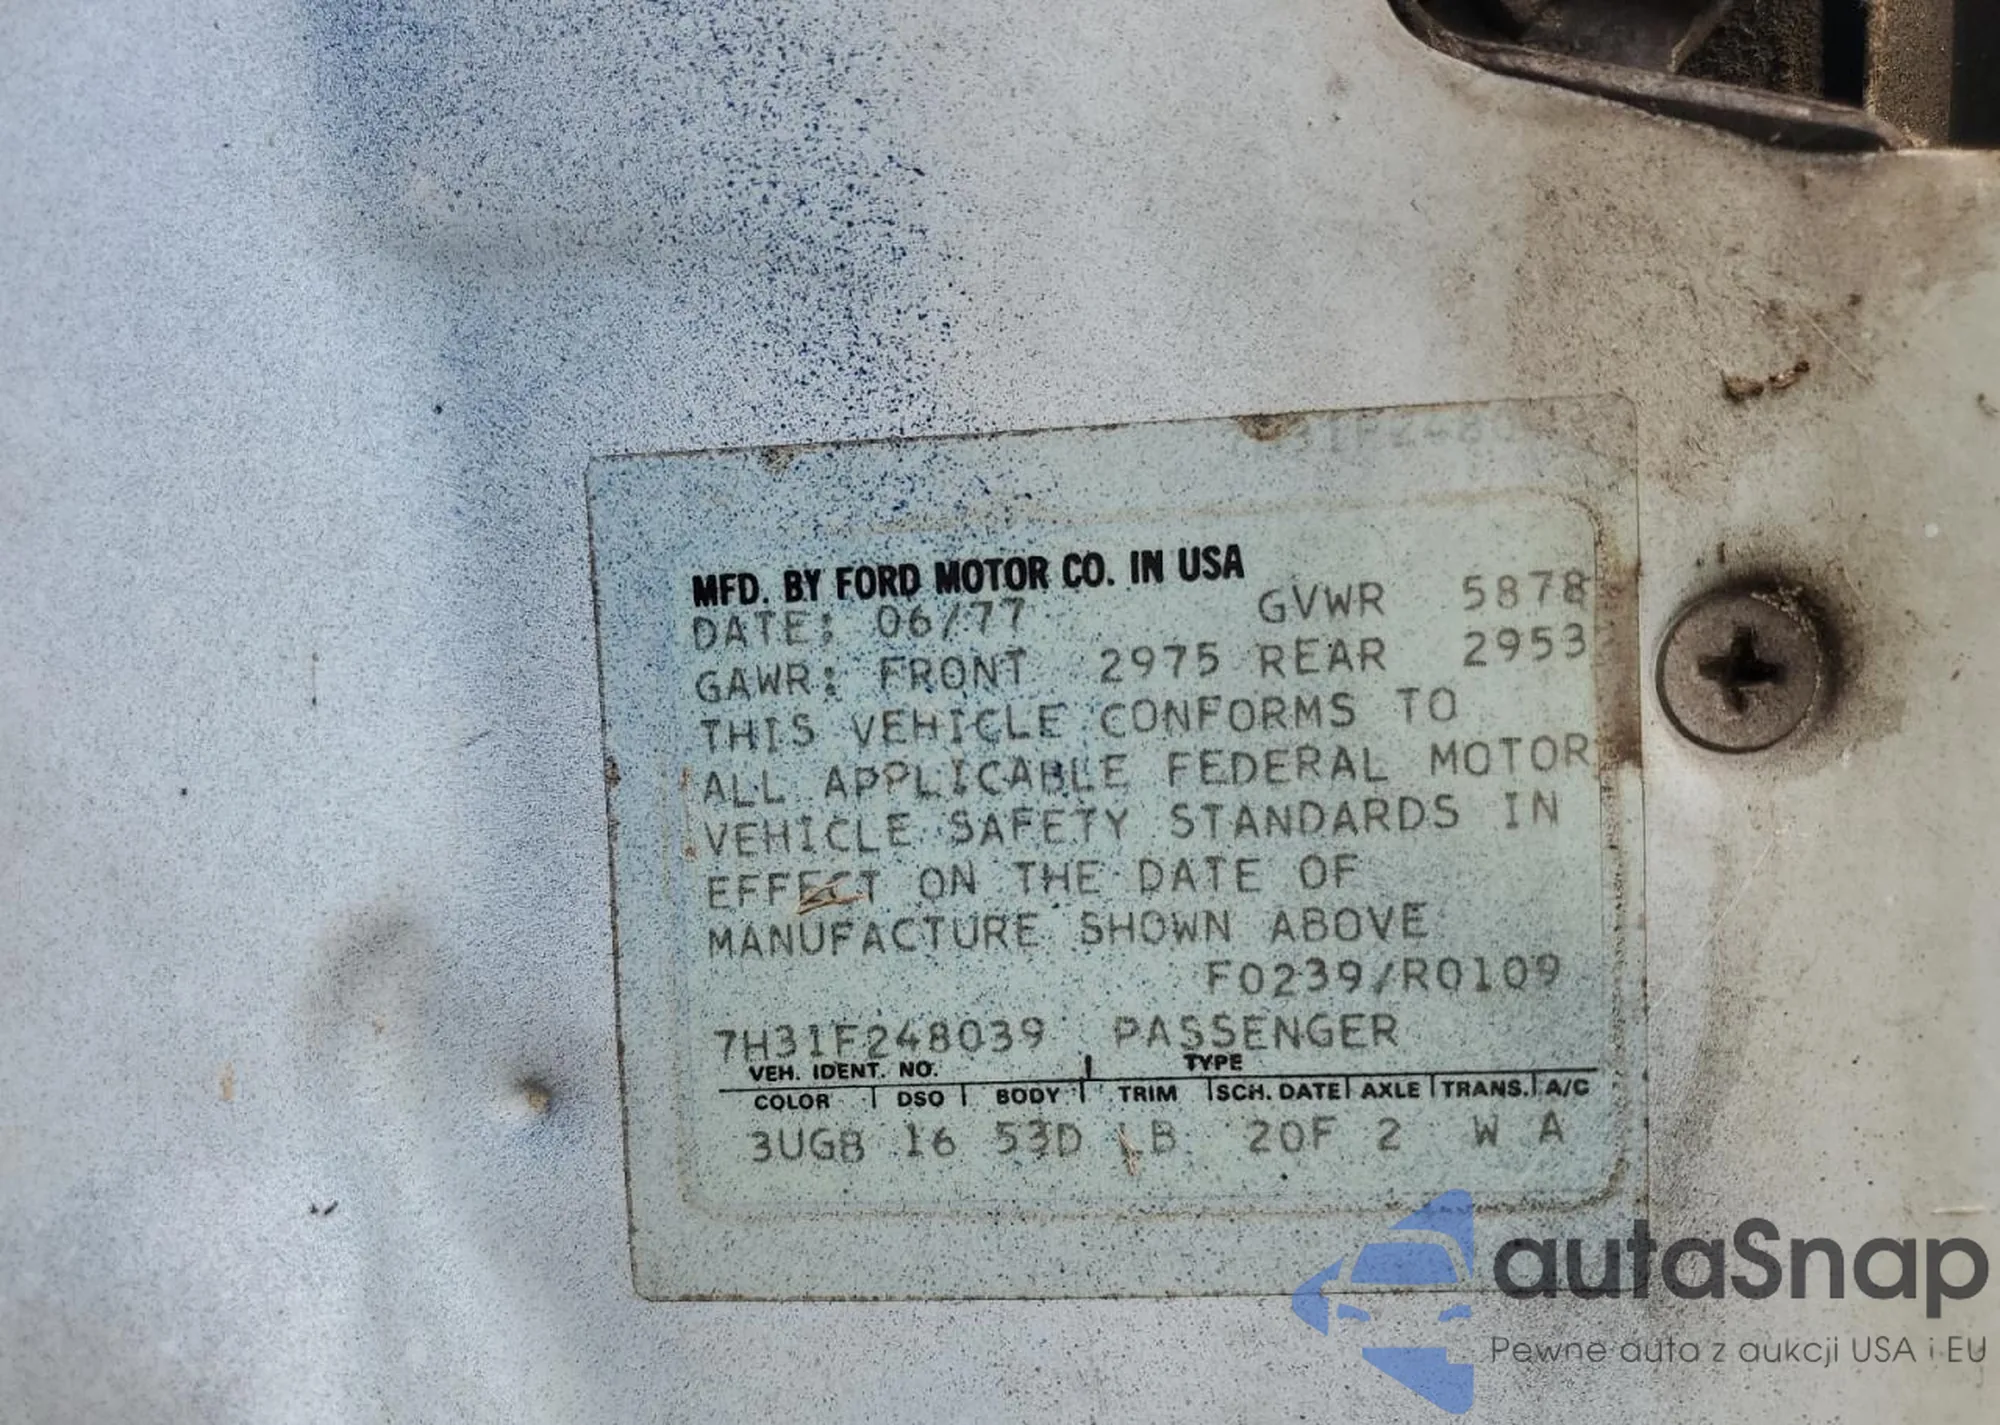 MFD. BY FORD MOTOR CO. IN USA
DATE: 06/77 GVWR 5878
GAWR: FRONT 2975 REAR 2953
THIS VEHICLE CONFORMS TO
ALL APPLICABLE FEDERAL MOTOR
VEHICLE SAFETY STANDARDS IN
EFFECT ON THE DATE OF
MANUFACTURE SHOWN ABOVE
F0239/R0109
7H31F248039 PASSENGER
VEH. IDENT. NO. TYPE
COLOR DSO BODY TRIM SCH. DATE AXLE TRANS. A/C
3UG8 16 53D LB 20F 2 W A
autaSnap
Pewne auta z aukcji USA i EU